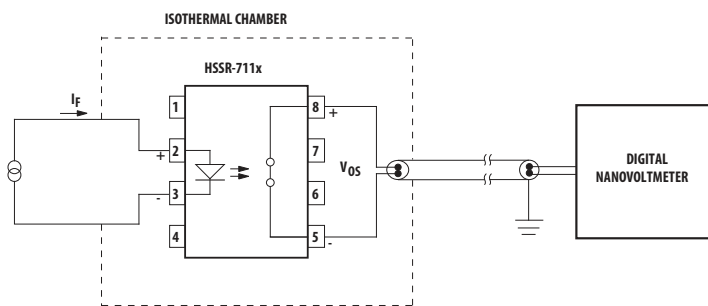 ISOTHERMAL CHAMBER
HSSR-711x
IF
1
8
+
+
2
7
VOS
DIGITAL
NANOVOLTMETER
-
3
6
4
5
-